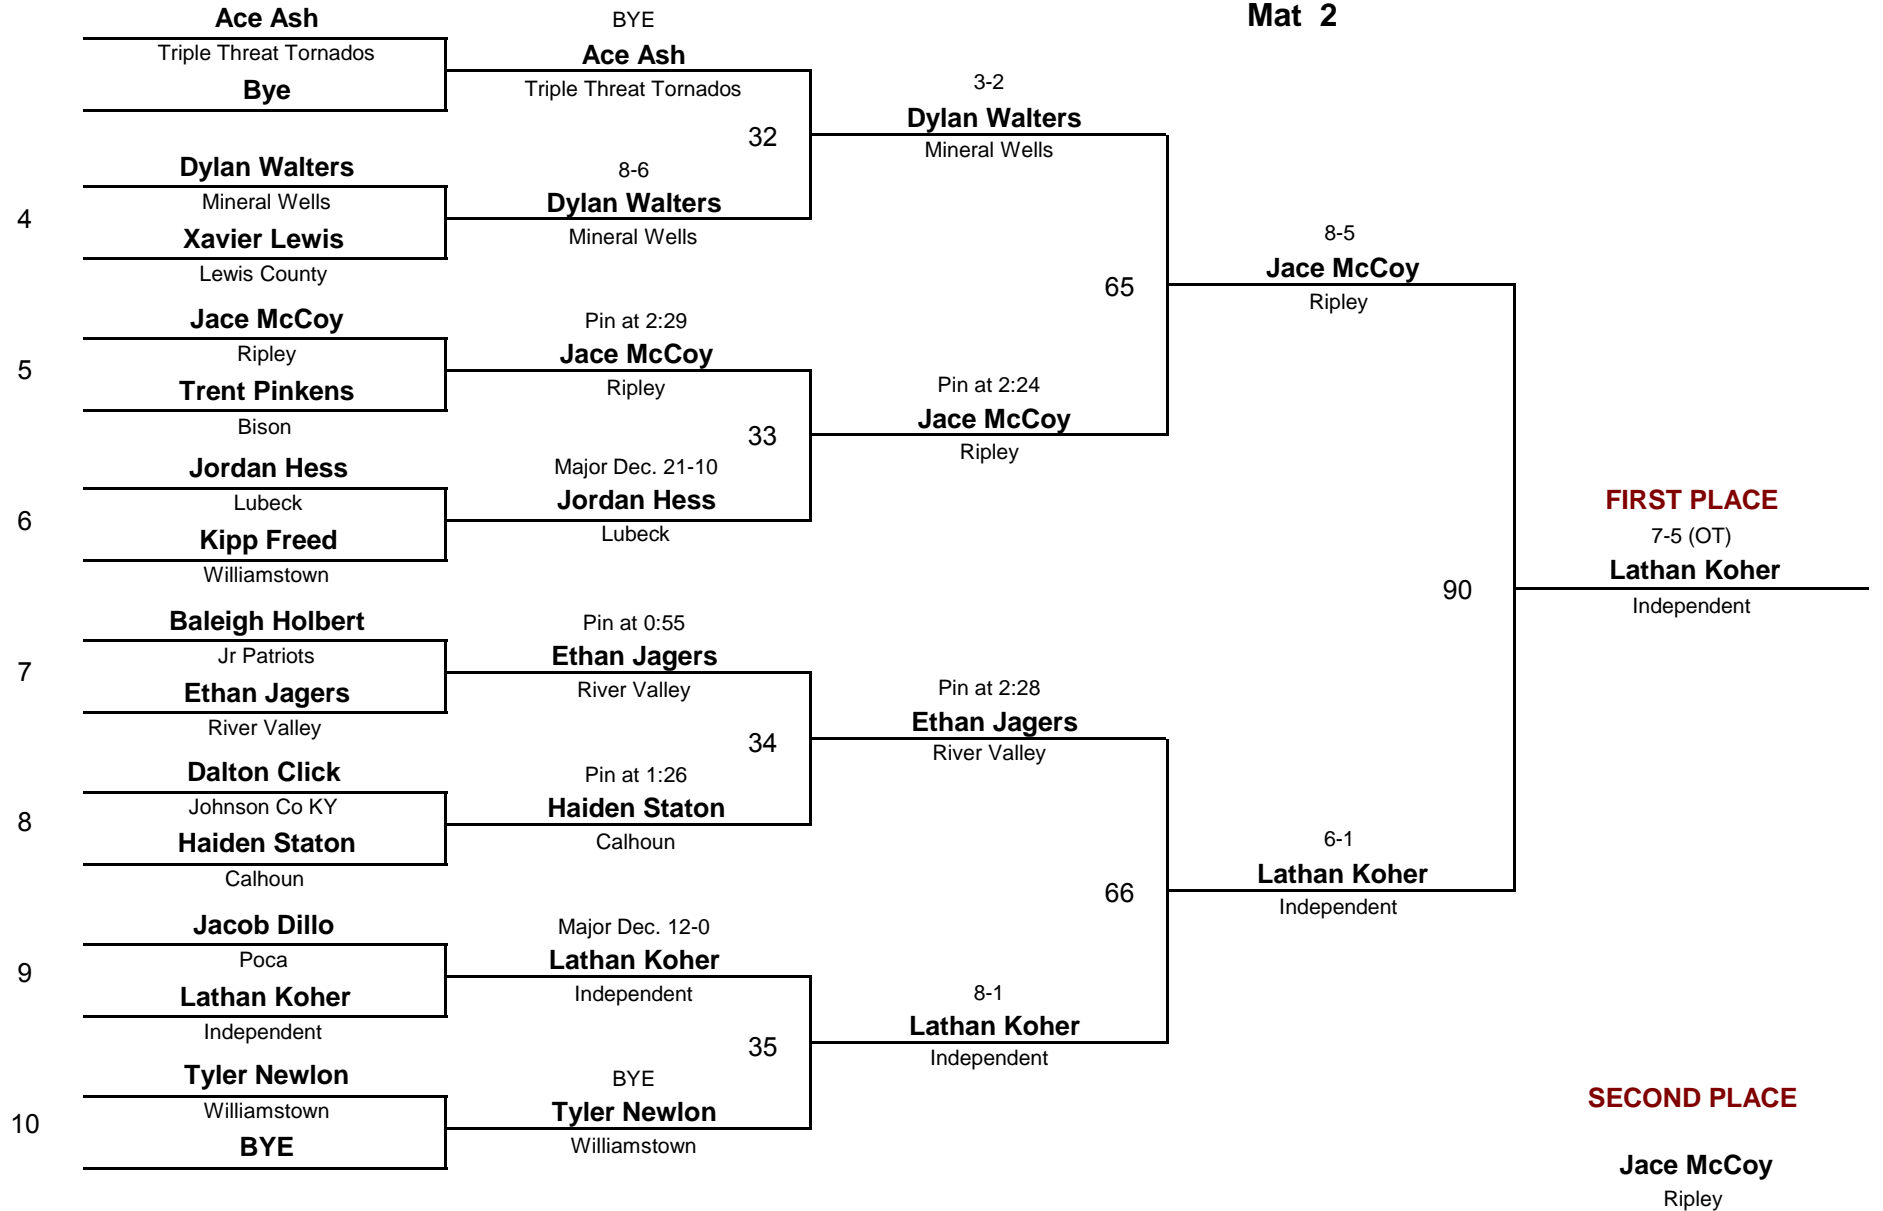 Mat 2
Ace Ash
Triple Threat Tornados
Bye
4
Dylan Walters
Mineral Wells
Xavier Lewis
Lewis County
5
Jace McCoy
Ripley
Trent Pinkens
Bison
6
Jordan Hess
Lubeck
Kipp Freed
Williamstown
7
Baleigh Holbert
Jr Patriots
Ethan Jagers
River Valley
8
Dalton Click
Johnson Co KY
Haiden Staton
Calhoun
9
Jacob Dillo
Poca
Lathan Koher
Independent
10
Tyler Newlon
Williamstown
BYE
BYE
Ace Ash
Triple Threat Tornados
32
8-6
Dylan Walters
Mineral Wells
Pin at 2:29
Jace McCoy
Ripley
33
Major Dec. 21-10
Jordan Hess
Lubeck
Pin at 0:55
Ethan Jagers
River Valley
34
Pin at 1:26
Haiden Staton
Calhoun
Major Dec. 12-0
Lathan Koher
Independent
35
BYE
Tyler Newlon
Williamstown
3-2
Dylan Walters
Mineral Wells
65
Pin at 2:24
Jace McCoy
Ripley
Pin at 2:28
Ethan Jagers
River Valley
66
8-1
Lathan Koher
Independent
8-5
Jace McCoy
Ripley
90
6-1
Lathan Koher
Independent
FIRST PLACE
7-5 (OT)
Lathan Koher
Independent
SECOND PLACE
Jace McCoy
Ripley